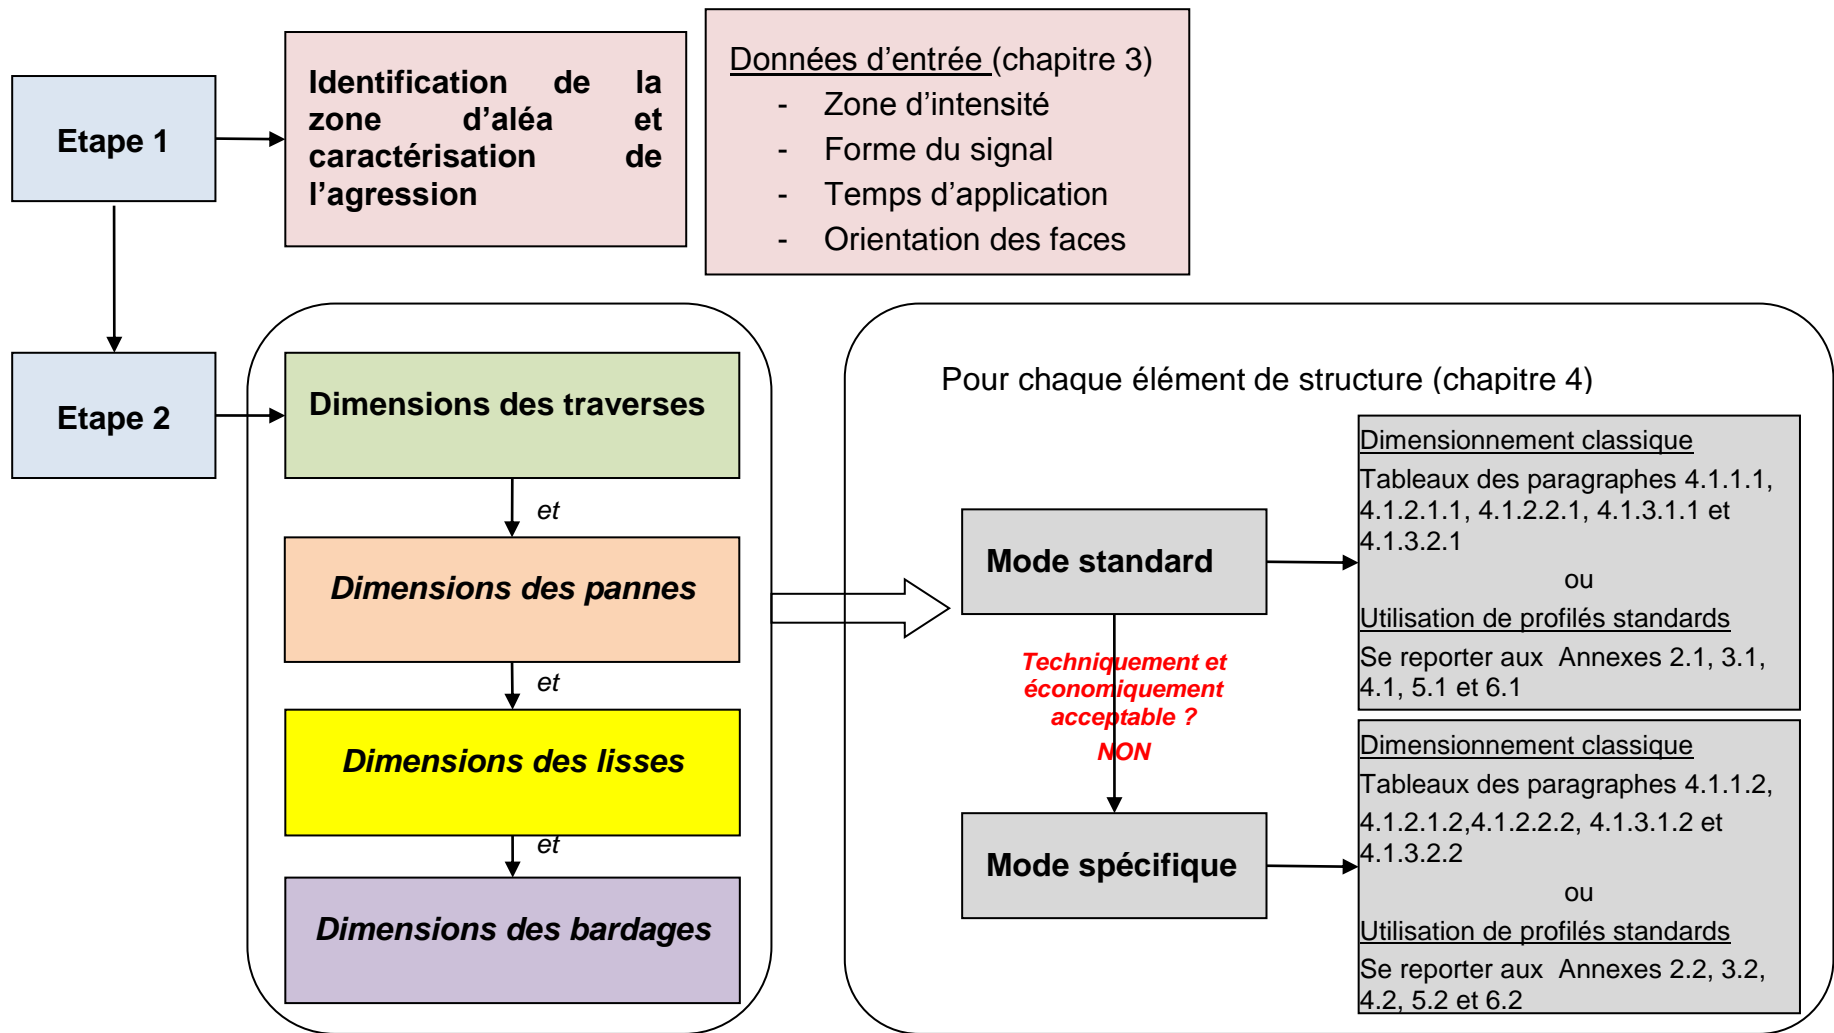 Etape 1
Identification de la
zone d'aléa et
caractérisation de
l'agression
Données d'entrée (chapitre 3)
- Zone d'intensité
- Forme du signal
- Temps d'application
- Orientation des faces
Etape 2
Dimensions des traverses
et
Dimensions des pannes
et
Dimensions des lisses
et
Dimensions des bardages
Pour chaque élément de structure (chapitre 4)
Mode standard
Techniquement et
économiquement
acceptable ?
NON
Mode spécifique
Dimensionnement classique
Tableaux des paragraphes 4.1.1.1,
4.1.2.1.1, 4.1.2.2.1, 4.1.3.1.1 et
4.1.3.2.1
ou
Utilisation de profilés standards
Se reporter aux Annexes 2.1, 3.1,
4.1, 5.1 et 6.1
Dimensionnement classique
Tableaux des paragraphes 4.1.1.2,
4.1.2.1.2,4.1.2.2.2, 4.1.3.1.2 et
4.1.3.2.2
ou
Utilisation de profilés standards
Se reporter aux Annexes 2.2, 3.2,
4.2, 5.2 et 6.2